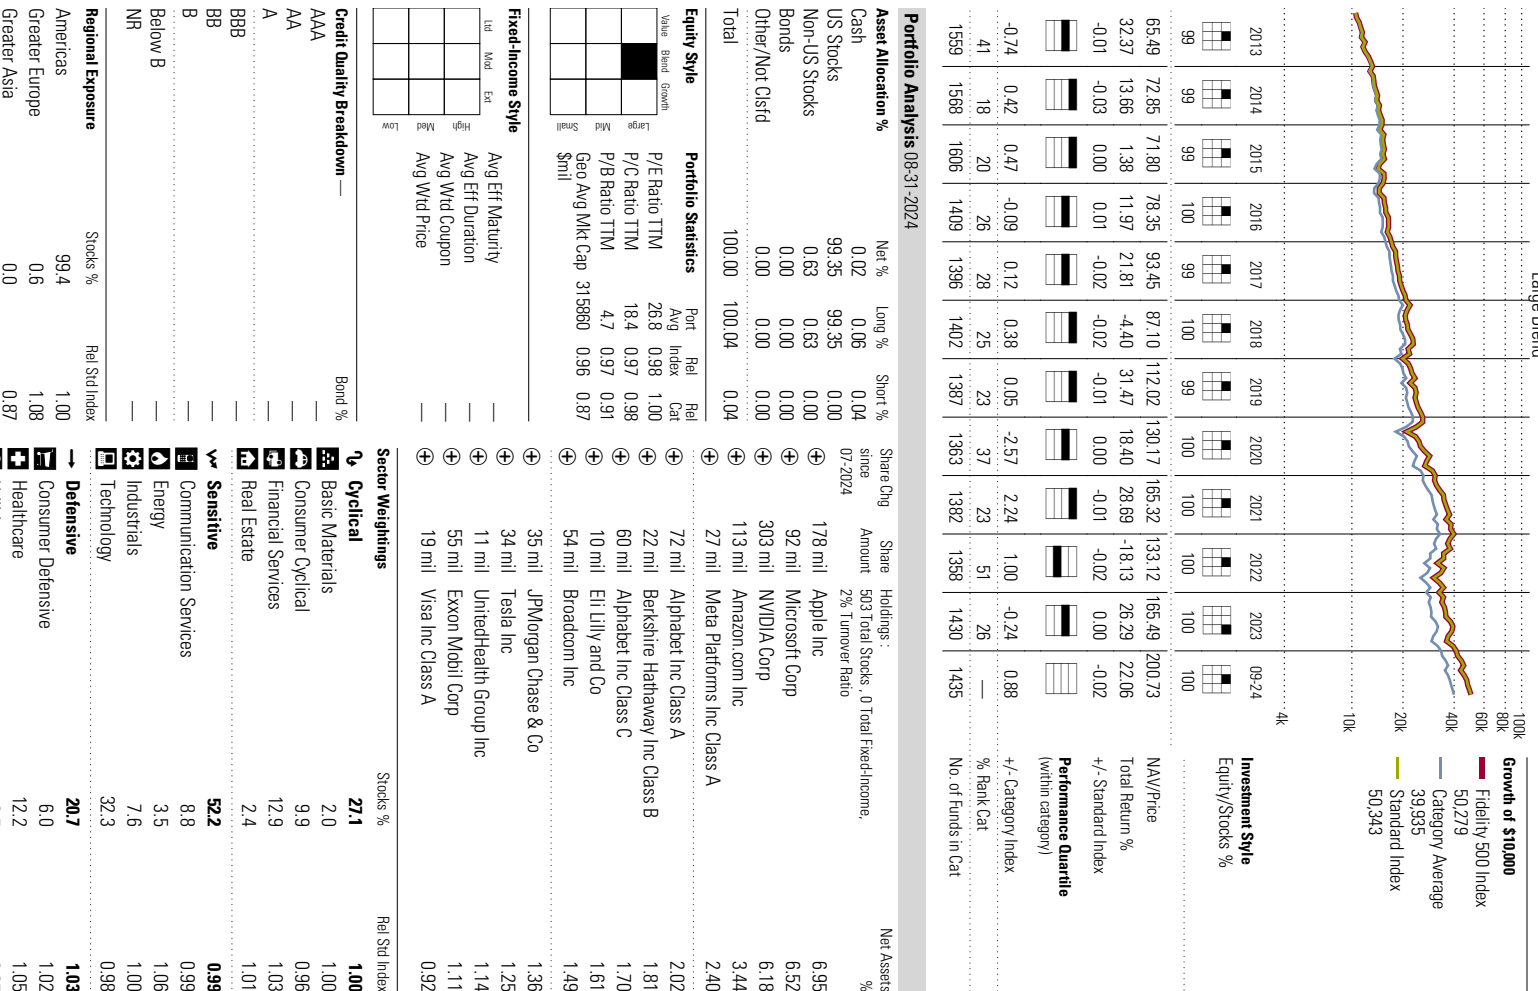 Large Blend
100k
80k
60k
40k
20k
10k
4k
Growth of $10,000
Fidelity 500 Index
50,279
Category Average
39,935
Standard Index
50,343
2013 2014 2015 2016 2017 2018 2019 2020 2021 2022 2023 09-24
Investment Style
Equity/Stocks %
99 99 99 100 99 100 99 100 100 100 100 100
65.49 72.85 71.80 78.35 93.45 87.10 112.02 130.17 165.32 133.12 165.49 200.73 NAV/Price
32.37 13.66 1.38 11.97 21.81 -4.40 31.47 18.40 28.69 -18.13 26.29 22.06 Total Return %
-0.01 -0.03 0.00 0.01 -0.02 -0.02 -0.01 0.00 -0.01 -0.02 0.00 -0.02 +/- Standard Index
Performance Quartile
(within category)
-0.74 0.42 0.47 -0.09 0.12 0.38 0.05 -2.57 2.24 1.00 -0.24 0.88 +/- Category Index
41 18 20 26 28 25 23 37 23 51 26 — % Rank Cat
1559 1568 1606 1409 1396 1402 1387 1363 1382 1358 1430 1435 No. of Funds in Cat
Portfolio Analysis 08-31-2024
Asset Allocation % Net % Long % Short %
Cash 0.02 0.06 0.04
US Stocks 99.35 99.35 0.00
Non-US Stocks 0.63 0.63 0.00
Bonds 0.00 0.00 0.00
Other/Not Clsfd 0.00 0.00 0.00
Total 100.00 100.04 0.04
Equity Style
Value Blend Growth
Large
Mid
Small
Portfolio Statistics Port Avg Rel Index Rel Cat
P/E Ratio TTM 26.8 0.98 1.00
P/C Ratio TTM 18.4 0.97 0.98
P/B Ratio TTM 4.7 0.97 0.91
Geo Avg Mkt Cap 315860 0.96 0.87
$mil
Fixed-Income Style
Ltd Mod Ext
High
Med
Low
Avg Eff Maturity —
Avg Eff Duration —
Avg Wtd Coupon —
Avg Wtd Price —
Credit Quality Breakdown — Bond %
AAA —
AA —
A —
BBB —
BB —
B —
Below B —
NR —
Regional Exposure Stocks % Rel Std Index
Americas 99.4 1.00
Greater Europe 0.6 1.08
Greater Asia 0.0 0.87
Share Chg since 07-2024 Share Amount Holdings : 503 Total Stocks , 0 Total Fixed-Income, 2% Turnover Ratio Net Assets %
⊕ 178 mil Apple Inc 6.95
⊕ 92 mil Microsoft Corp 6.52
⊕ 303 mil NVIDIA Corp 6.18
⊕ 113 mil Amazon.com Inc 3.44
⊕ 27 mil Meta Platforms Inc Class A 2.40
⊕ 72 mil Alphabet Inc Class A 2.02
⊕ 22 mil Berkshire Hathaway Inc Class B 1.81
⊕ 60 mil Alphabet Inc Class C 1.70
⊕ 10 mil Eli Lilly and Co 1.61
⊕ 54 mil Broadcom Inc 1.49
⊕ 35 mil JPMorgan Chase & Co 1.36
⊕ 34 mil Tesla Inc 1.25
⊕ 11 mil UnitedHealth Group Inc 1.14
⊕ 55 mil Exxon Mobil Corp 1.11
⊕ 19 mil Visa Inc Class A 0.92
Sector Weightings Stocks % Rel Std Index
Cyclical 27.1 1.00
Basic Materials 2.0 1.00
Consumer Cyclical 9.9 0.96
Financial Services 12.9 1.03
Real Estate 2.4 1.01
Sensitive 52.2 0.99
Communication Services 8.8 0.99
Energy 3.5 1.06
Industrials 7.6 1.00
Technology 32.3 0.98
Defensive 20.7 1.03
Consumer Defensive 6.0 1.02
Healthcare 12.2 1.05